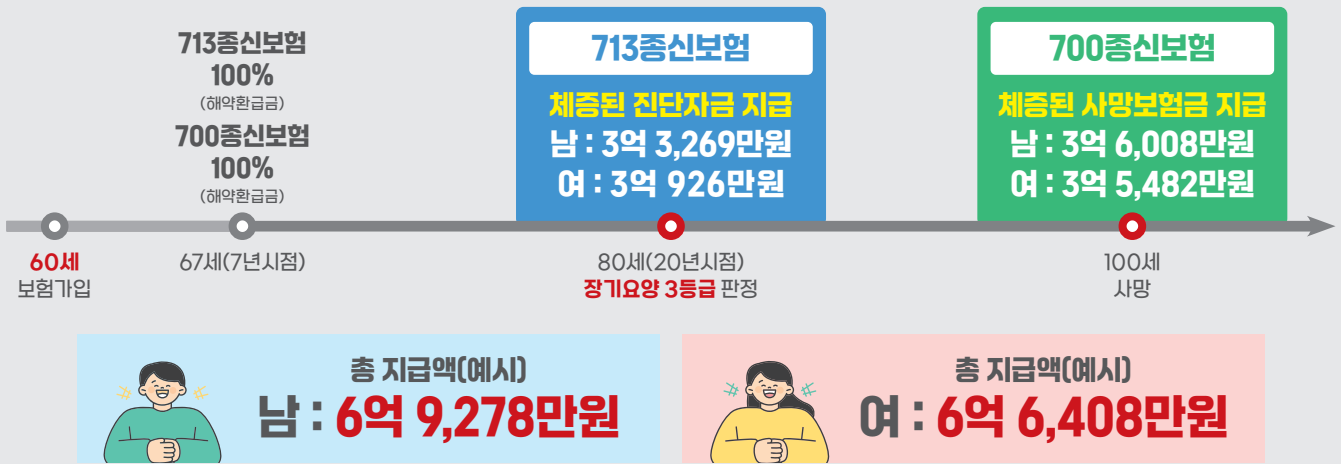 713종신보험
100%
(해약환급금)
700종신보험
100%
(해약환급금)
713종신보험
체증된 진단자금 지급
남 : 3억 3,269만원
여 : 3억 926만원
700종신보험
체증된 사망보험금 지급
남 : 3억 6,008만원
여 : 3억 5,482만원
60세
보험가입
67세(7년시점)
80세(20년시점)
장기요양 3등급 판정
100세
사망
총 지급액(예시)
남 : 6억 9,278만원
총 지급액(예시)
여 : 6억 6,408만원